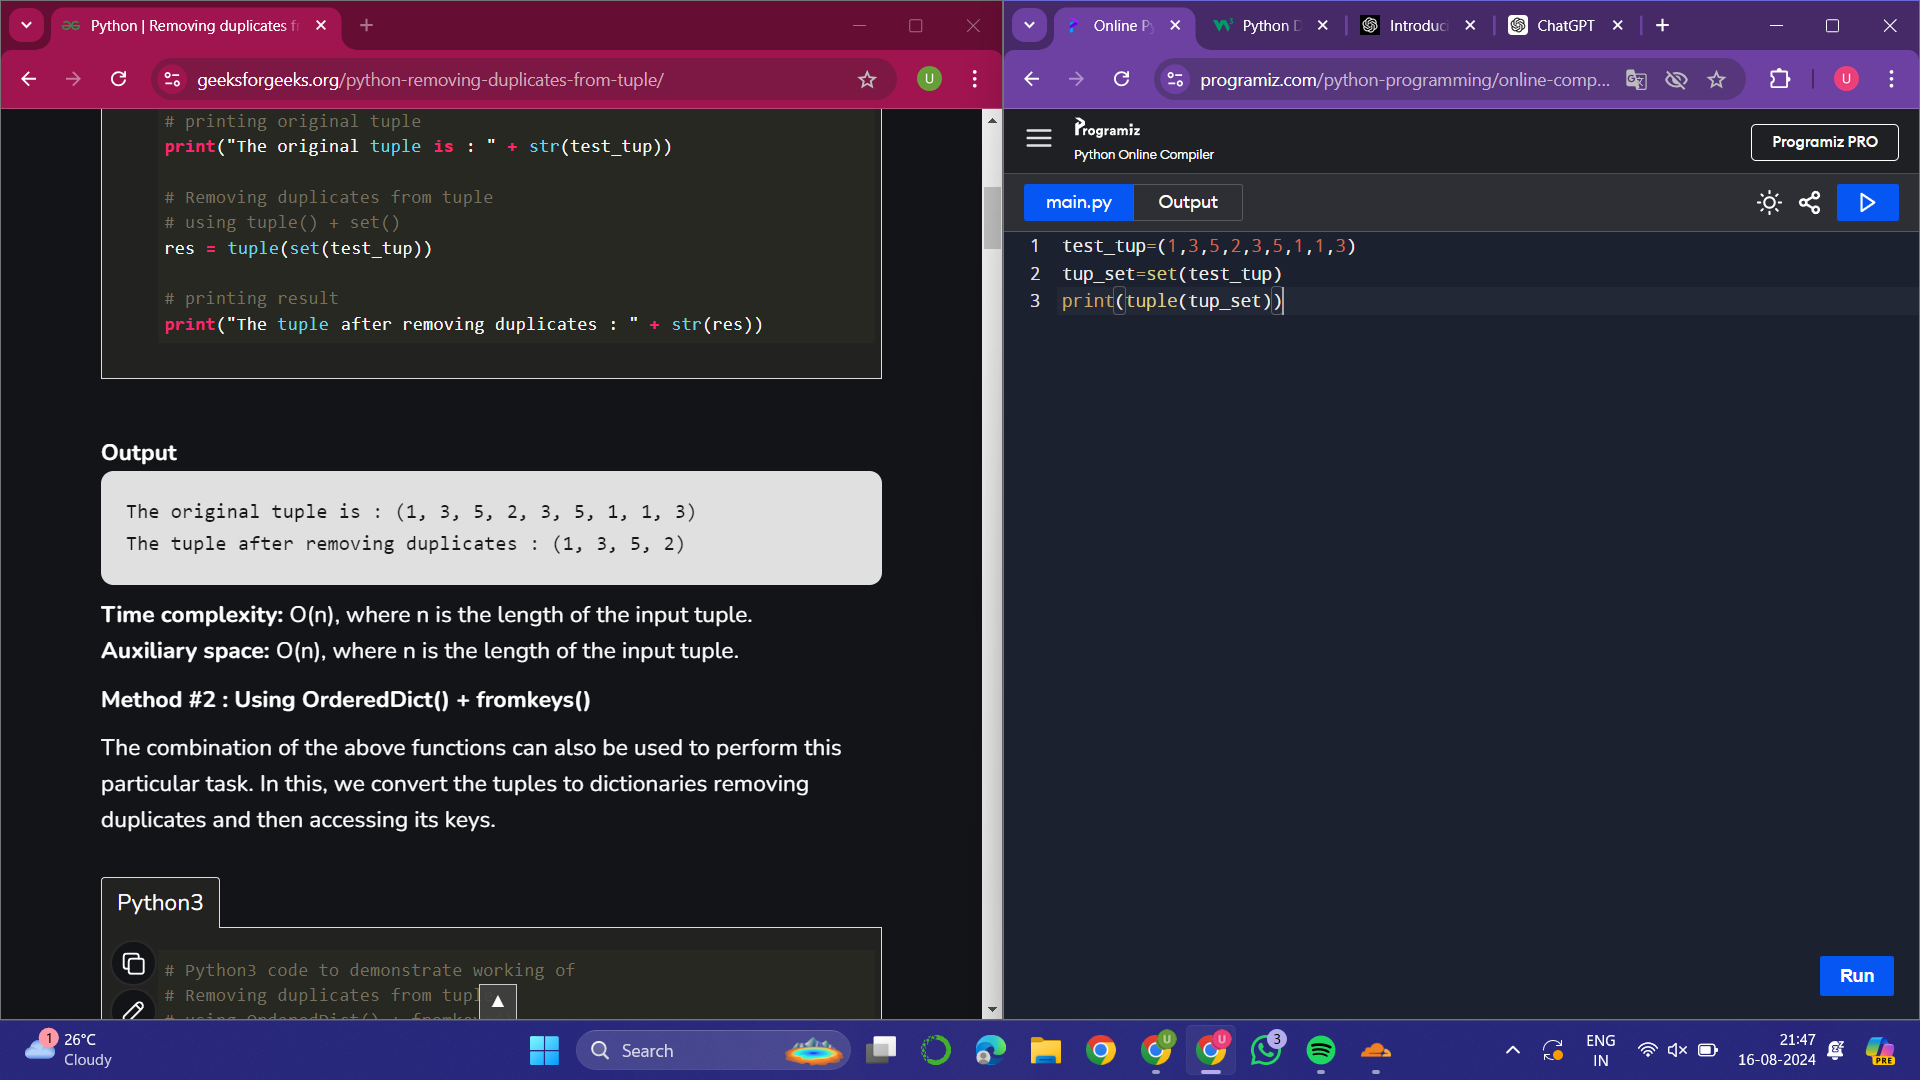 Python | Removing duplicates f
geeksforgeeks.org/python-removing-duplicates-from-tuple/
U
# printing original tuple
print("The original tuple is : " + str(test_tup))
# Removing duplicates from tuple
# using tuple() + set()
res = tuple(set(test_tup))
# printing result
print("The tuple after removing duplicates : " + str(res))
Output
The original tuple is : (1, 3, 5, 2, 3, 5, 1, 1, 3)
The tuple after removing duplicates : (1, 3, 5, 2)
Time complexity: O(n), where n is the length of the input tuple.
Auxiliary space: O(n), where n is the length of the input tuple.
Method #2 : Using OrderedDict() + fromkeys()
The combination of the above functions can also be used to perform this
particular task. In this, we convert the tuples to dictionaries removing
duplicates and then accessing its keys.
Python3
# Python3 code to demonstrate working of
# Removing duplicates from tupl
Online Py
Python D
Introduc
ChatGPT
programiz.com/python-programming/online-comp...
U
Programiz
Python Online Compiler
Programiz PRO
main.py
Output
1 test_tup=(1,3,5,2,3,5,1,1,3)
2 tup_set=set(test_tup)
3 print(tuple(tup_set))
Run
1
26°C
Cloudy
Search
U
U
3
ENG
IN
21:47
16-08-2024
PRE